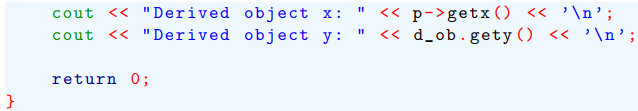 cout << "Derived object x: " << p->getx() << '\n';
cout << "Derived object y: " << d_ob.gety() << '\n';
return 0;
}